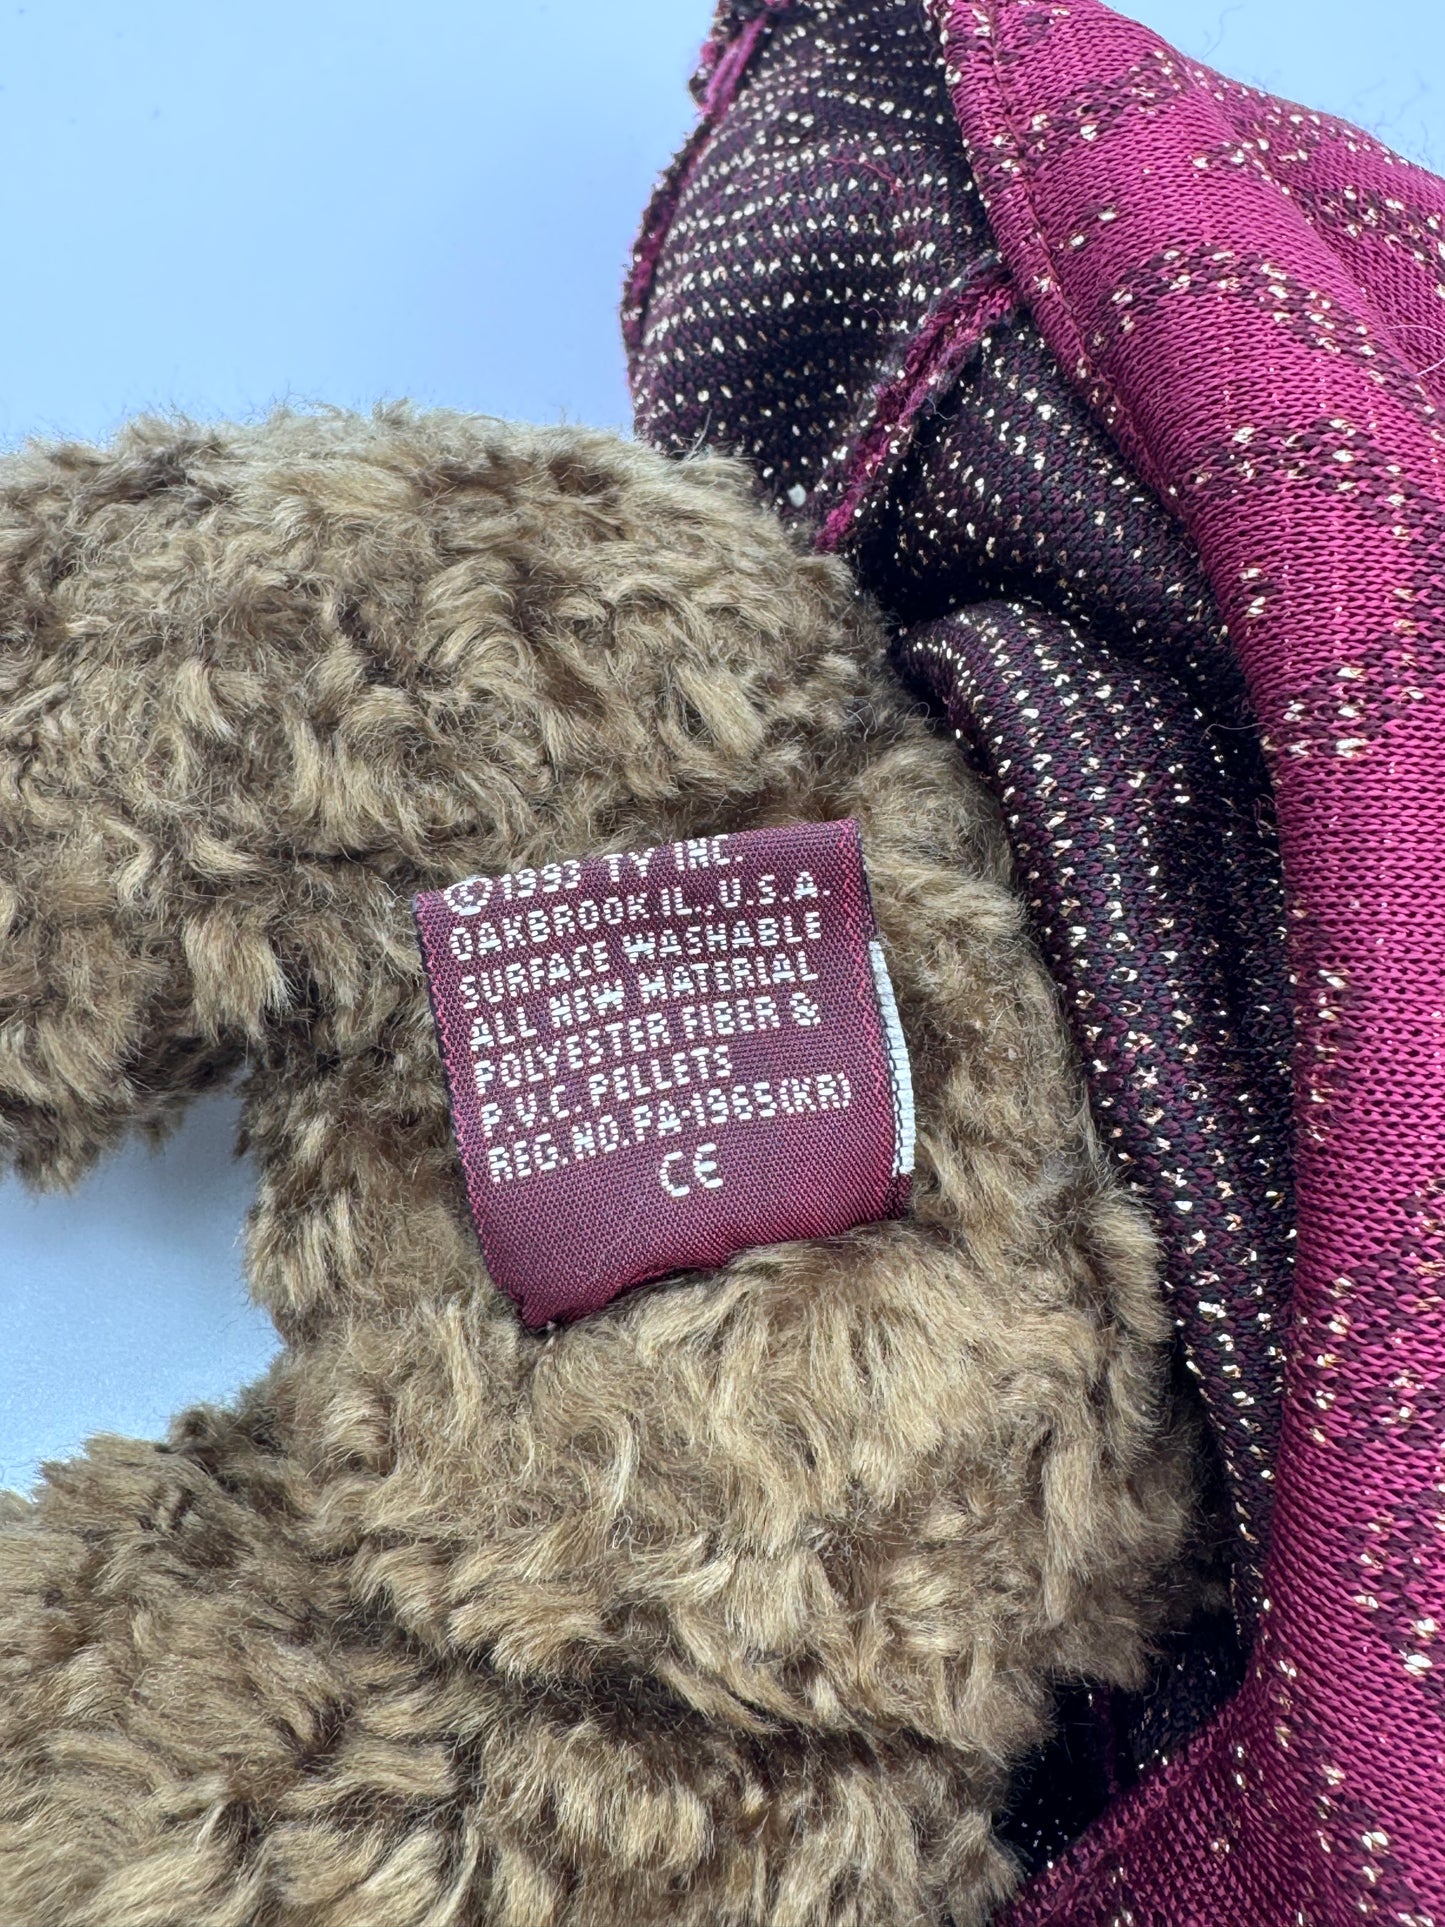 © 1993 TY INC.
OAKBROOK IL., U.S.A.
SURFACE WASHABLE
ALL NEW MATERIAL
POLYESTER FIBER &
P.V.C. PELLETS
REG.NO.PA·1965(KR)
CE